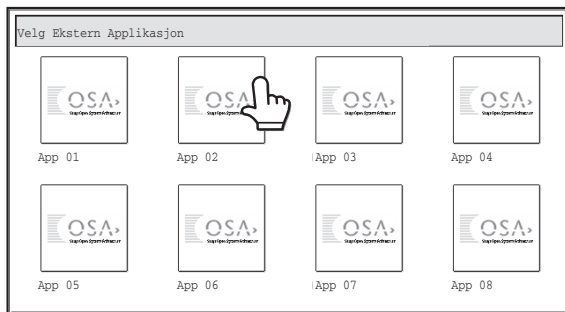 Velg Ekstern Applikasjon
OSA OSA OSA OSA
App 01 App 02 App 03 App 04
OSA OSA OSA OSA
App 05 App 06 App 07 App 08